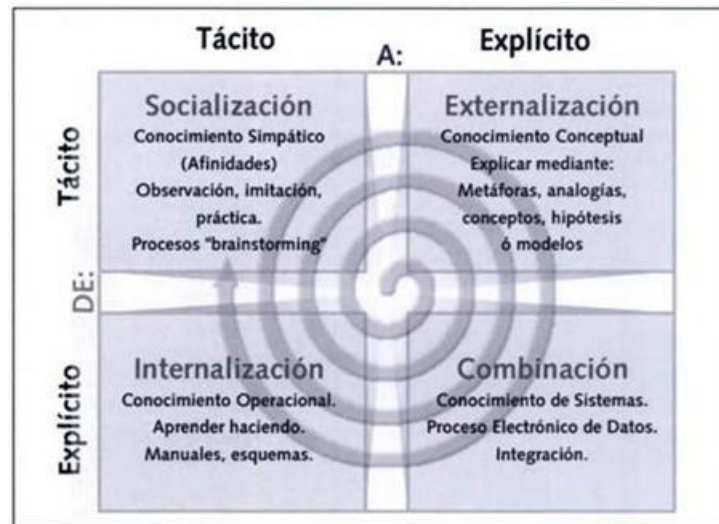 Tácito
Explícito
A:
DE:
Tácito
Socialización
Conocimiento Simpático
(Afinidades)
Observación, imitación,
práctica.
Procesos "brainstorming"
Externalización
Conocimiento Conceptual
Explicar mediante:
Metáforas, analogías,
conceptos, hipótesis
ó modelos
Explícito
Internalización
Conocimiento Operacional.
Aprender haciendo.
Manuales, esquemas.
Combinación
Conocimiento de Sistemas.
Proceso Electrónico de Datos.
Integración.